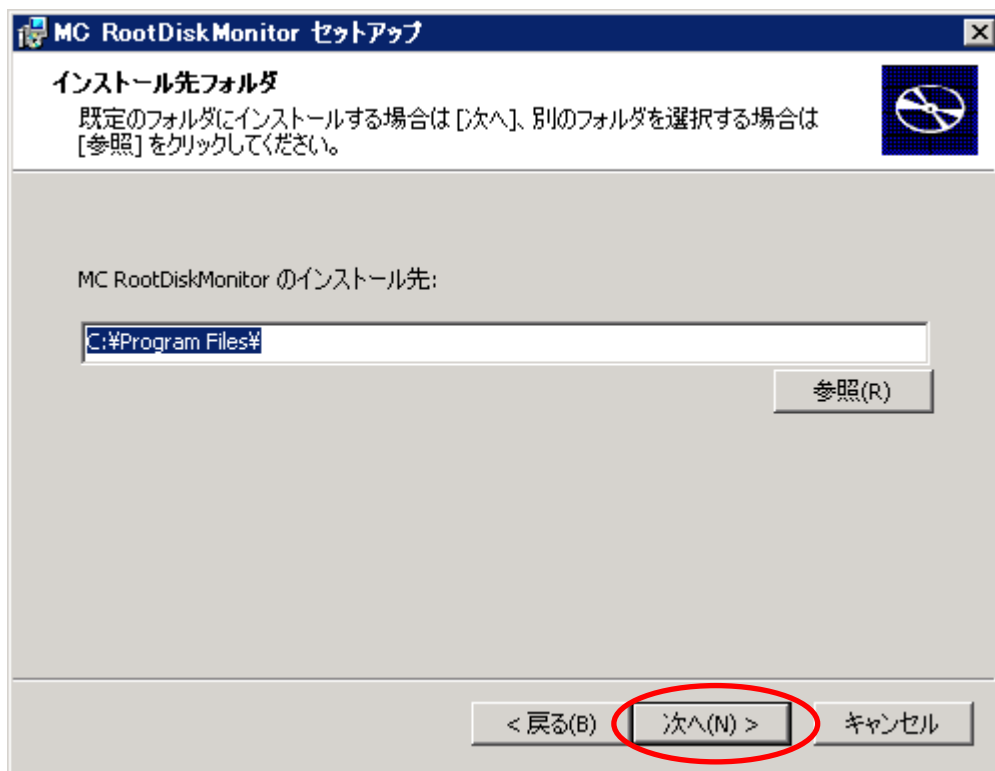 MC RootDiskMonitor セットアップ
インストール先フォルダ
既定のフォルダにインストールする場合は [次へ]、別のフォルダを選択する場合は
[参照] をクリックしてください。
MC RootDiskMonitor のインストール先:
C:¥Program Files¥
参照(R)
< 戻る(B)
次へ(N) >
キャンセル